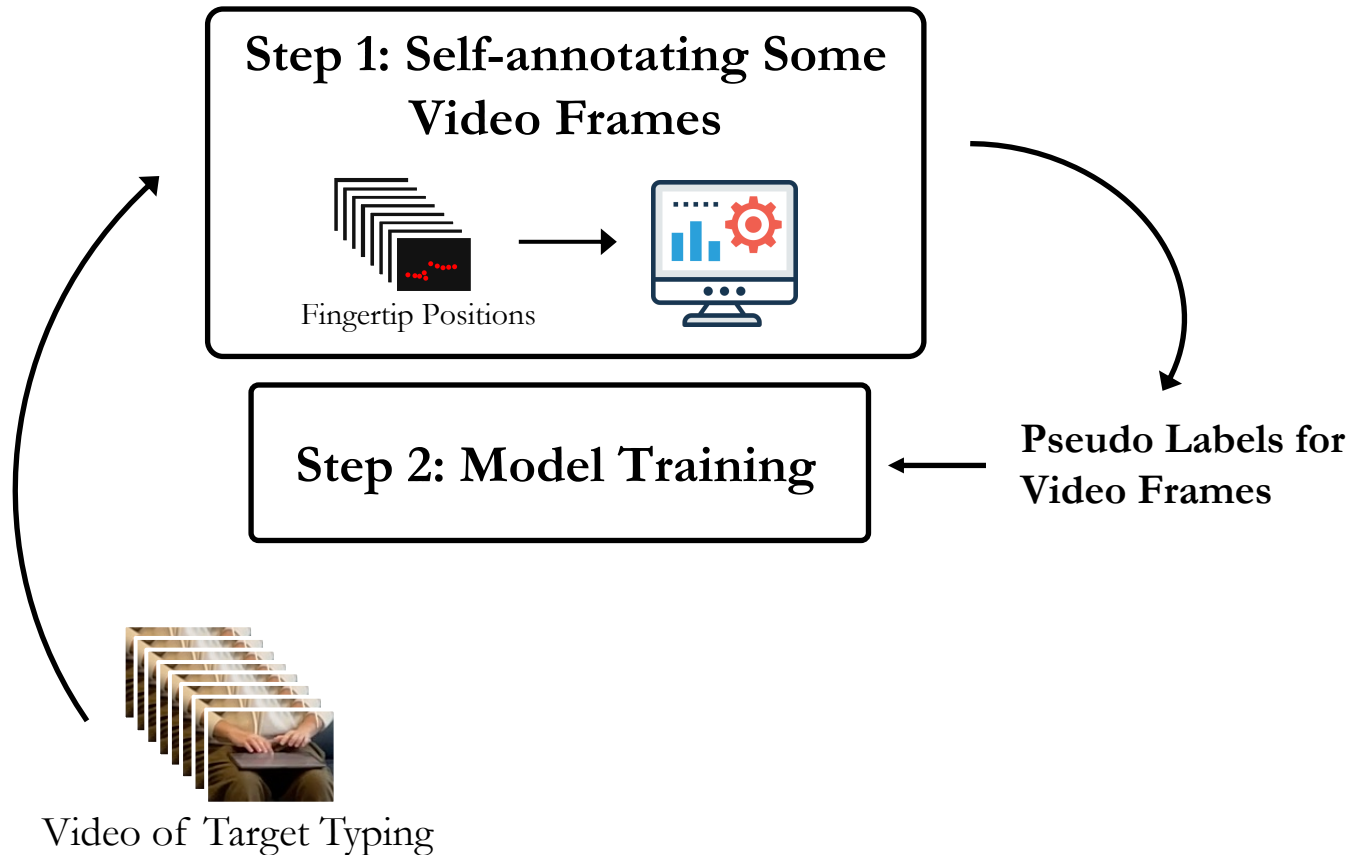 Step 1: Self-annotating Some
Video Frames
Fingertip Positions
Step 2: Model Training
Pseudo Labels for
Video Frames
Video of Target Typing